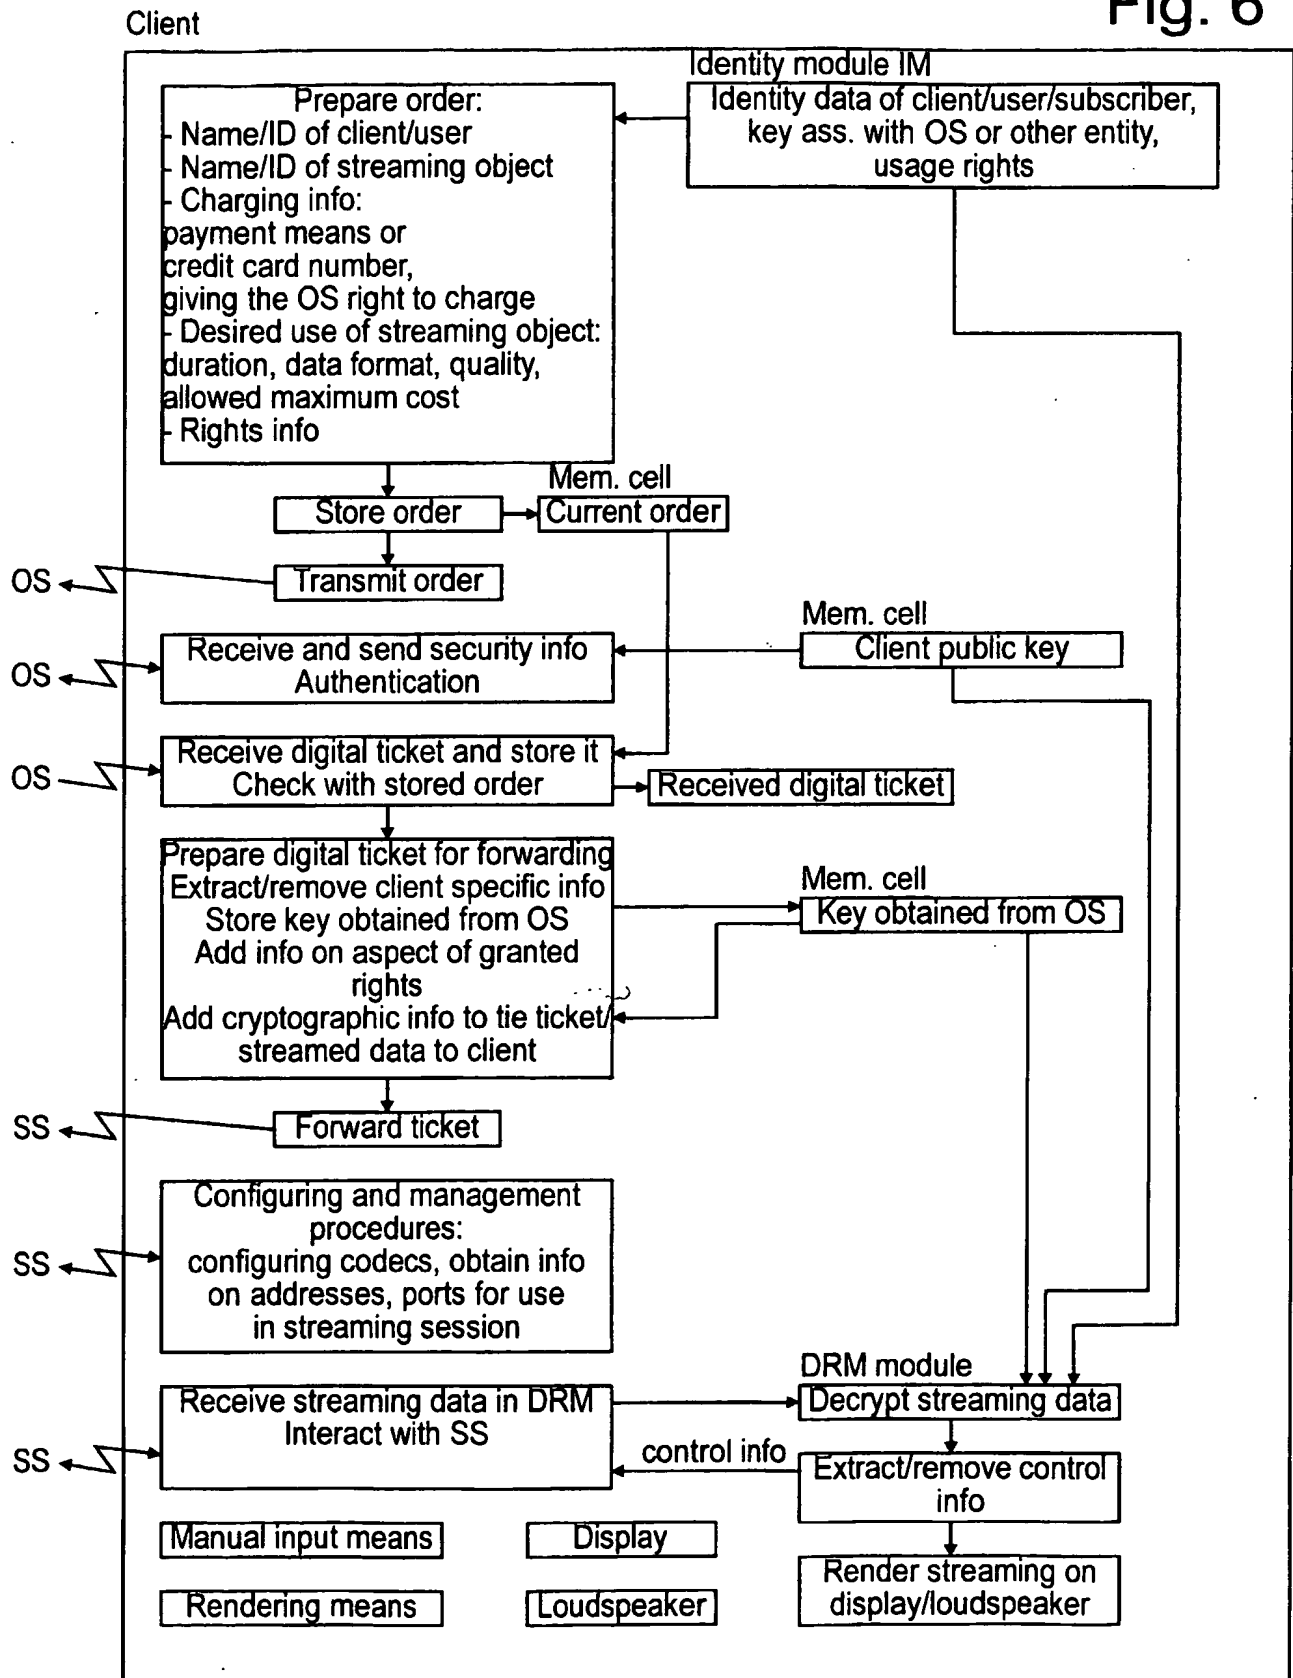 Fig. 6
Client
Identity module IM
Prepare order:
- Name/ID of client/user
- Name/ID of streaming object
- Charging info:
payment means or
credit card number,
giving the OS right to charge
- Desired use of streaming object:
duration, data format, quality,
allowed maximum cost
- Rights info
Identity data of client/user/subscriber,
key ass. with OS or other entity,
usage rights
Mem. cell
Store order
Current order
OS
Transmit order
Mem. cell
Client public key
OS
Receive and send security info
Authentication
OS
Receive digital ticket and store it
Check with stored order
Received digital ticket
Prepare digital ticket for forwarding
Extract/remove client specific info
Store key obtained from OS
Add info on aspect of granted
rights
Add cryptographic info to tie ticket/
streamed data to client
Mem. cell
Key obtained from OS
SS
Forward ticket
SS
Configuring and management
procedures:
configuring codecs, obtain info
on addresses, ports for use
in streaming session
DRM module
Decrypt streaming data
SS
Receive streaming data in DRM
Interact with SS
control info
Extract/remove control
info
Manual input means
Display
Render streaming on
display/loudspeaker
Rendering means
Loudspeaker